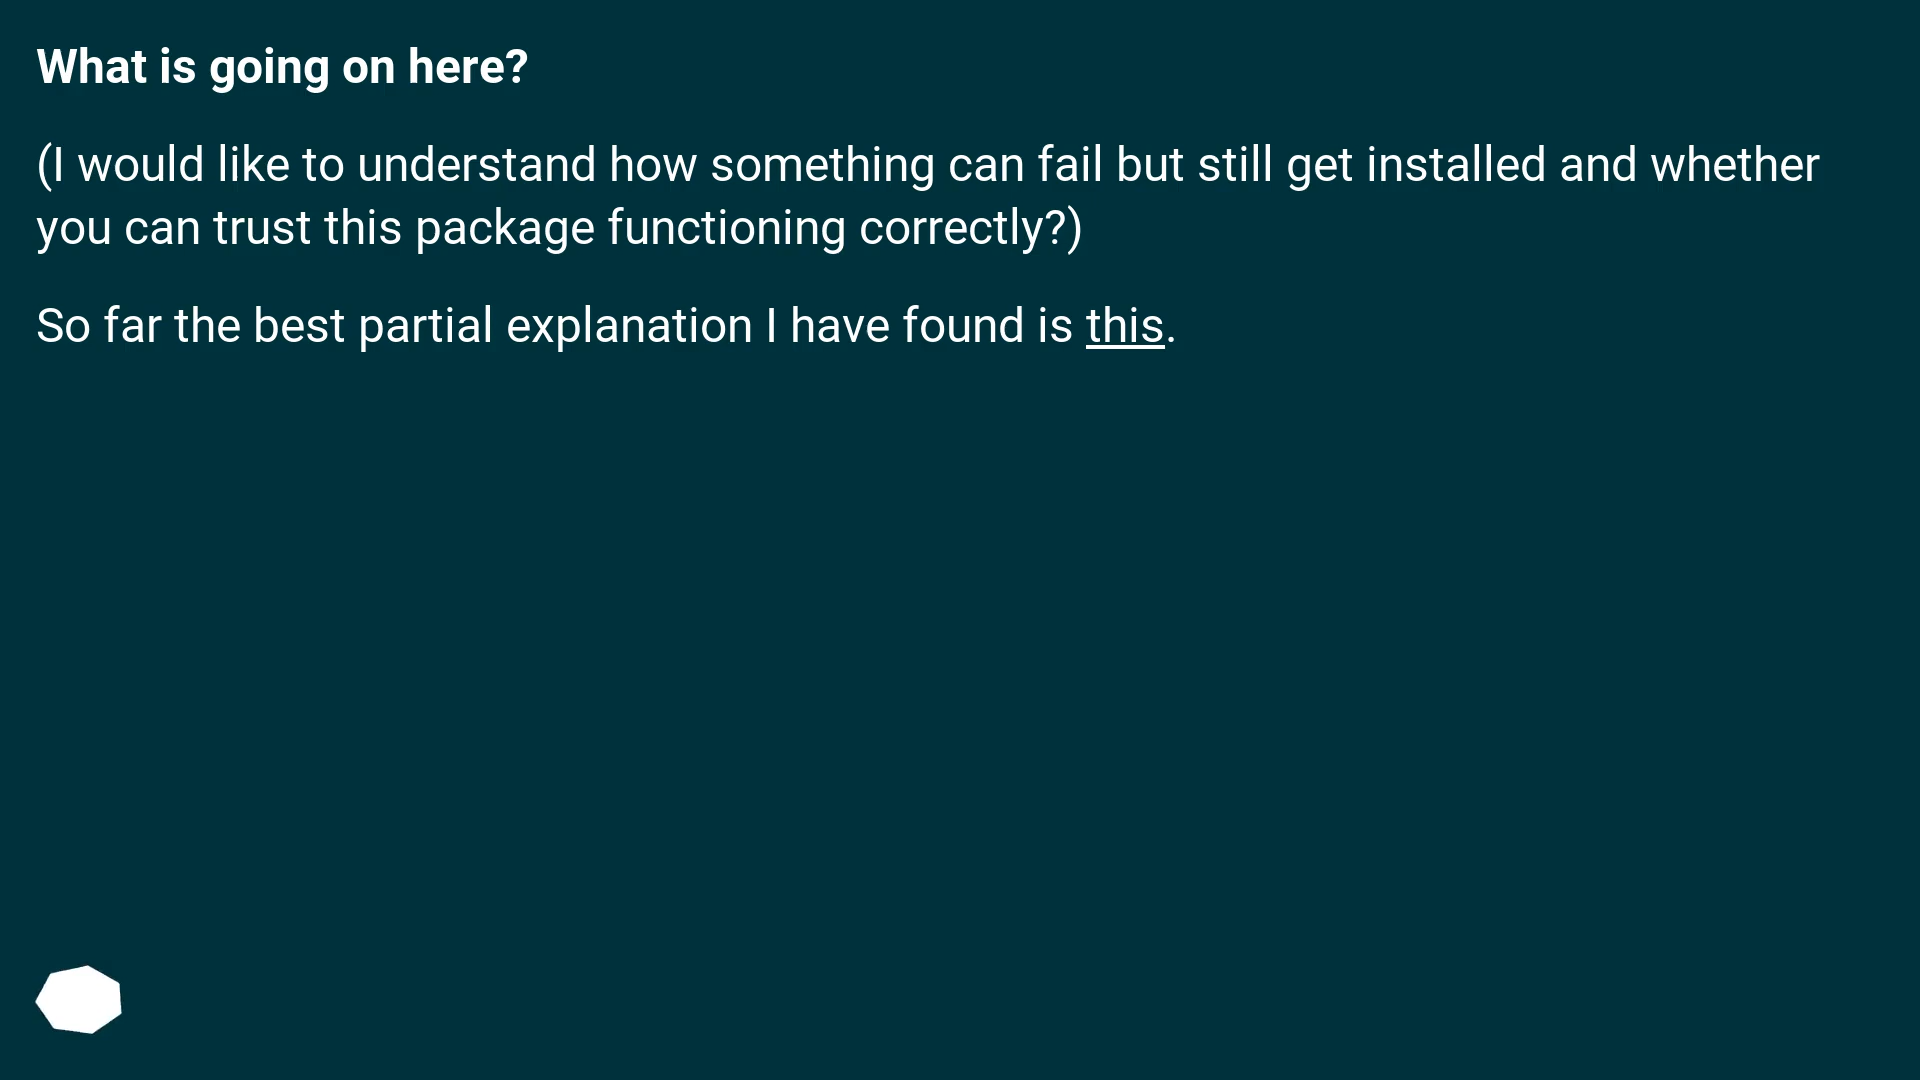 What is going on here?
(I would like to understand how something can fail but still get installed and whether
you can trust this package functioning correctly?)
So far the best partial explanation I have found is this.